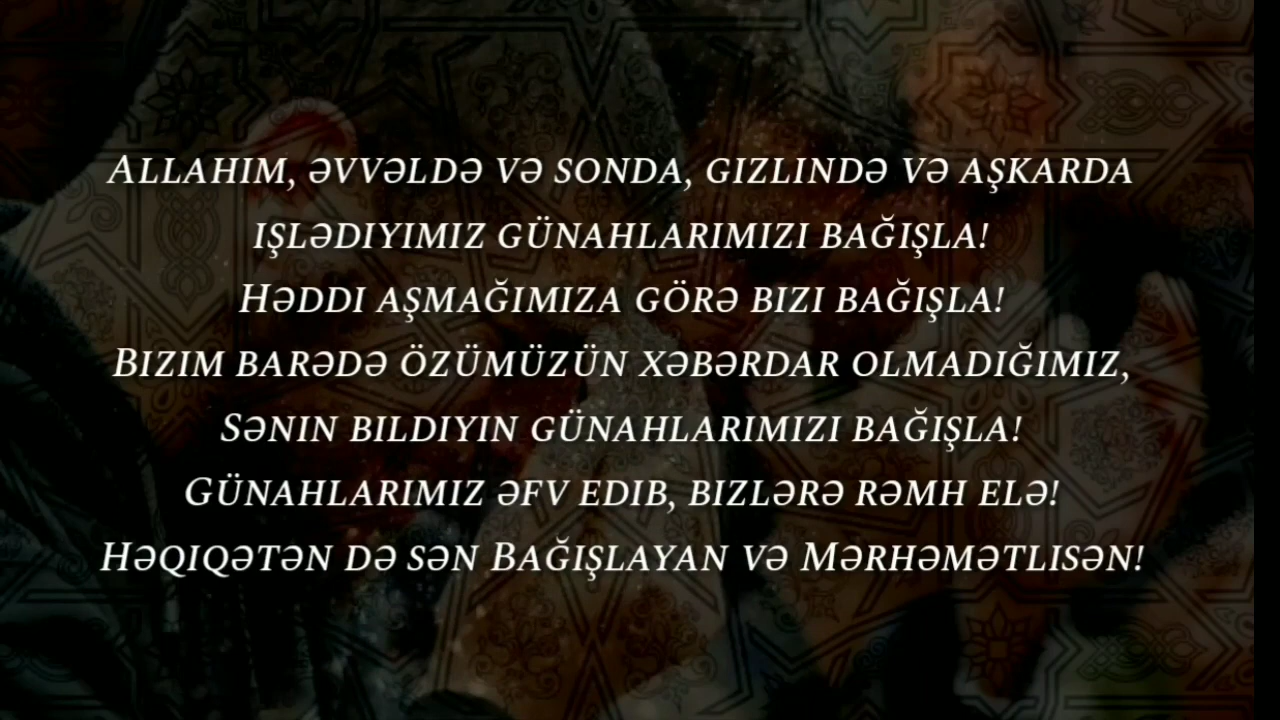 Allahım, əvvəldə və sonda, gizlində və aşkarda
işlədiyimiz günahlarımızı bağışla!
Həddi aşmağımıza görə bizi bağışla!
Bizim barədə özümüzün xəbərdar olmadığımız,
Sənin bildiyin günahlarımızı bağışla!
Günahlarımız əfv edib, bizlərə rəmh elə!
Həqiqətən də sən Bağışlayan və Mərhəmətlisən!